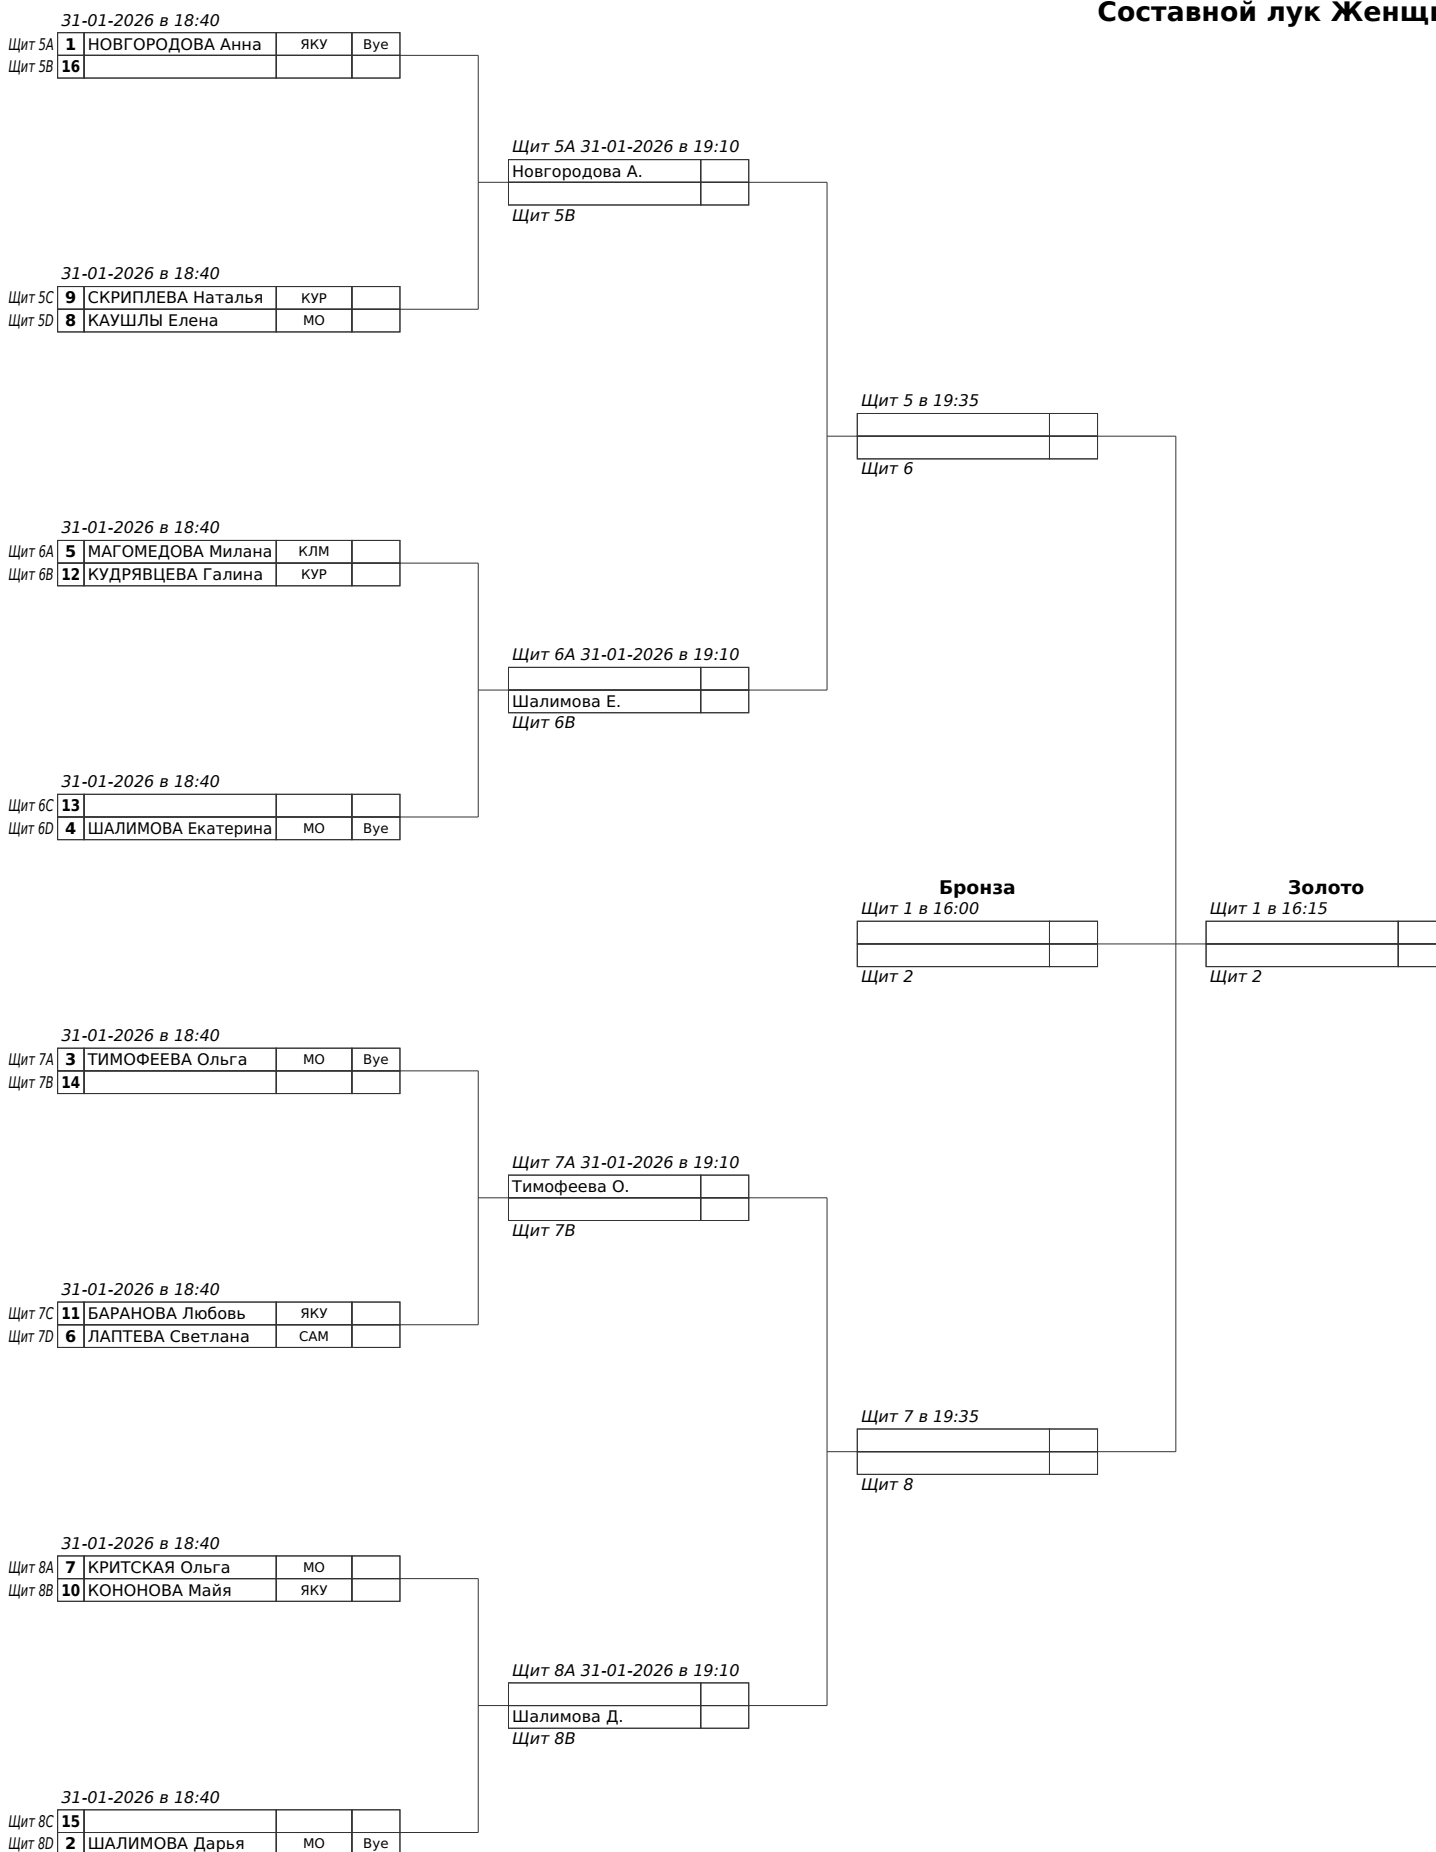 Составной лук
31-01-2026 в 18:40
Щит 5A 1 НОВГОРОДОВА Анна ЯКУ Bye
Щит 5B 16
Щит 5A 31-01-2026 в 19:10
Новгородова А.
Щит 5B
31-01-2026 в 18:40
Щит 5C 9 СКРИПЛЕВА Наталья КУР
Щит 5D 8 КАУШЛЫ Елена МО
Щит 5 в 19:35
Щит 6
31-01-2026 в 18:40
Щит 6A 5 МАГОМЕДОВА Милана КЛМ
Щит 6B 12 КУДРЯВЦЕВА Галина КУР
Щит 6A 31-01-2026 в 19:10
Шалимова Е.
Щит 6B
31-01-2026 в 18:40
Щит 6C 13
Щит 6D 4 ШАЛИМОВА Екатерина МО Bye
Бронза
Щит 1 в 16:00
Щит 2
Золото
Щит 1 в 16:15
Щит 2
31-01-2026 в 18:40
Щит 7A 3 ТИМОФЕЕВА Ольга МО Bye
Щит 7B 14
Щит 7A 31-01-2026 в 19:10
Тимофеева О.
Щит 7B
31-01-2026 в 18:40
Щит 7C 11 БАРАНОВА Любовь ЯКУ
Щит 7D 6 ЛАПТЕВА Светлана САМ
Щит 7 в 19:35
Щит 8
31-01-2026 в 18:40
Щит 8A 7 КРИТСКАЯ Ольга МО
Щит 8B 10 КОНОНОВА Майя ЯКУ
Щит 8A 31-01-2026 в 19:10
Шалимова Д.
Щит 8B
31-01-2026 в 18:40
Щит 8C 15
Щит 8D 2 ШАЛИМОВА Дарья МО Bye